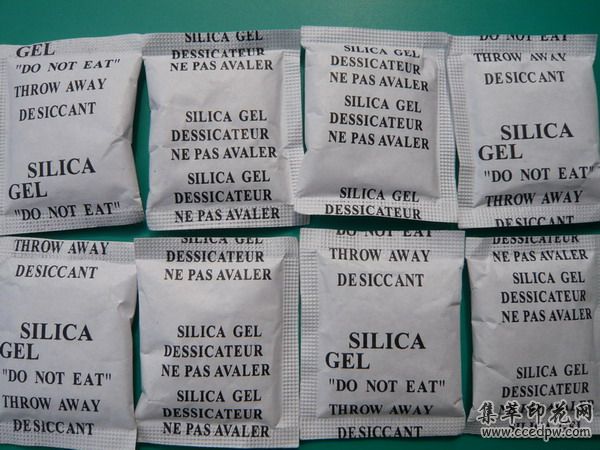 GEL
"DO NOT EAT"
THROW AWAY
DESICCANT
SILICA
GEL
"DO NOT EAT"
SILICA GEL
DESSICATEUR
NE PAS AVALER
SILICA GEL
DESSICATEUR
NE PAS AVALER
SILICA GEL
DESSICATEUR
NE PAS AVALER
SILICA GEL
DESSICATEUR
NE PAS AVALER
SILICA GEL
DESSICATEUR
NE PAS AVALER
SILICA GEL
DESSICATEUR
"DO NOT EAT"
THROW AWAY
DESICCANT
SILICA
GEL
"DO NOT EAT"
THROW AWAY
DESICCANT
THROW AWAY
DESICCANT
SILICA
GEL
"DO NOT EAT"
THROW AWAY
DESICCANT
SILICA GEL
DESSICATEUR
NE PAS AVALER
SILICA GEL
DESSICATEUR
NE PAS AVALER
SILICA GEL
DESSICATEUR
NE PAS AVALER
"DO NOT EAT"
THROW AWAY
DESICCANT
SILICA
GEL
"DO NOT EAT"
THROW AWAY
DESICCANT
DESSICATEUR
NE PAS AVALER
SILICA GEL
DESSICATEUR
NE PAS AVALER
SILICA GEL
DESSICATEUR
NE PAS AVALER
集萃印花网
www.ccedpw.com